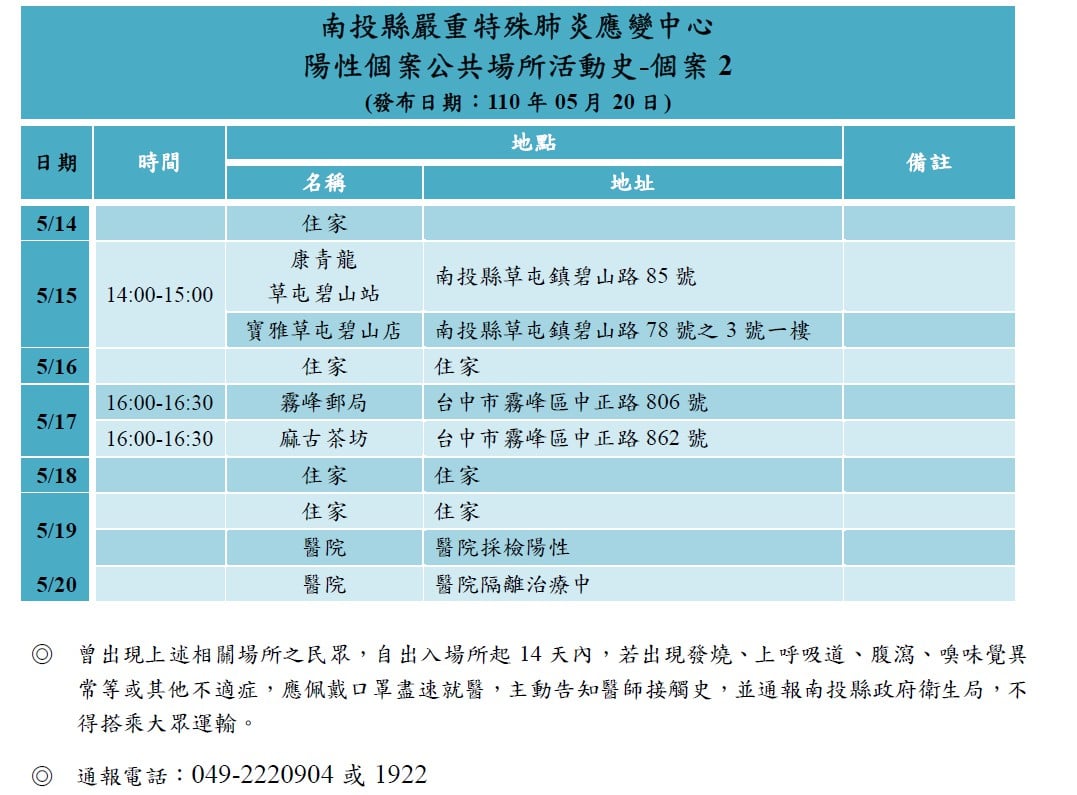 南投縣嚴重特殊肺炎應變中心
陽性個案公共場所活動史-個案 2
(發布日期：110 年 05 月 20 日)
日期 時間 地點 備註
名稱 地址
5/14 住家
5/15 14:00-15:00 康青龍
草屯碧山站 南投縣草屯鎮碧山路 85 號
寶雅草屯碧山店 南投縣草屯鎮碧山路 78 號之 3 號一樓
5/16 住家 住家
5/17 16:00-16:30 霧峰郵局 台中市霧峰區中正路 806 號
16:00-16:30 麻古茶坊 台中市霧峰區中正路 862 號
5/18 住家 住家
5/19 住家 住家
醫院 醫院採檢陽性
5/20 醫院 醫院隔離治療中
◎ 曾出現上述相關場所之民眾，自出入場所起 14 天內，若出現發燒、上呼吸道、腹瀉、嗅味覺異
常等或其他不適症，應佩戴口罩盡速就醫，主動告知醫師接觸史，並通報南投縣政府衛生局，不
得搭乘大眾運輸。
◎ 通報電話：049-2220904 或 1922